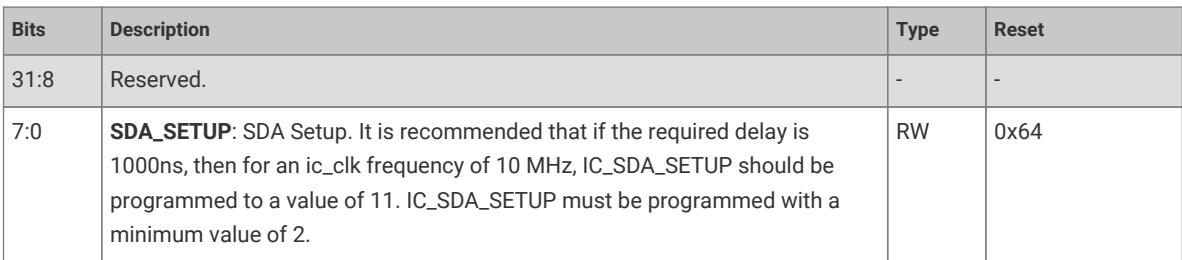 Bits Description Type Reset
31:8 Reserved. - -
7:0 SDA_SETUP: SDA Setup. It is recommended that if the required delay is RW 0x64
1000ns, then for an ic_clk frequency of 10 MHz, IC_SDA_SETUP should be
programmed to a value of 11. IC_SDA_SETUP must be programmed with a
minimum value of 2.